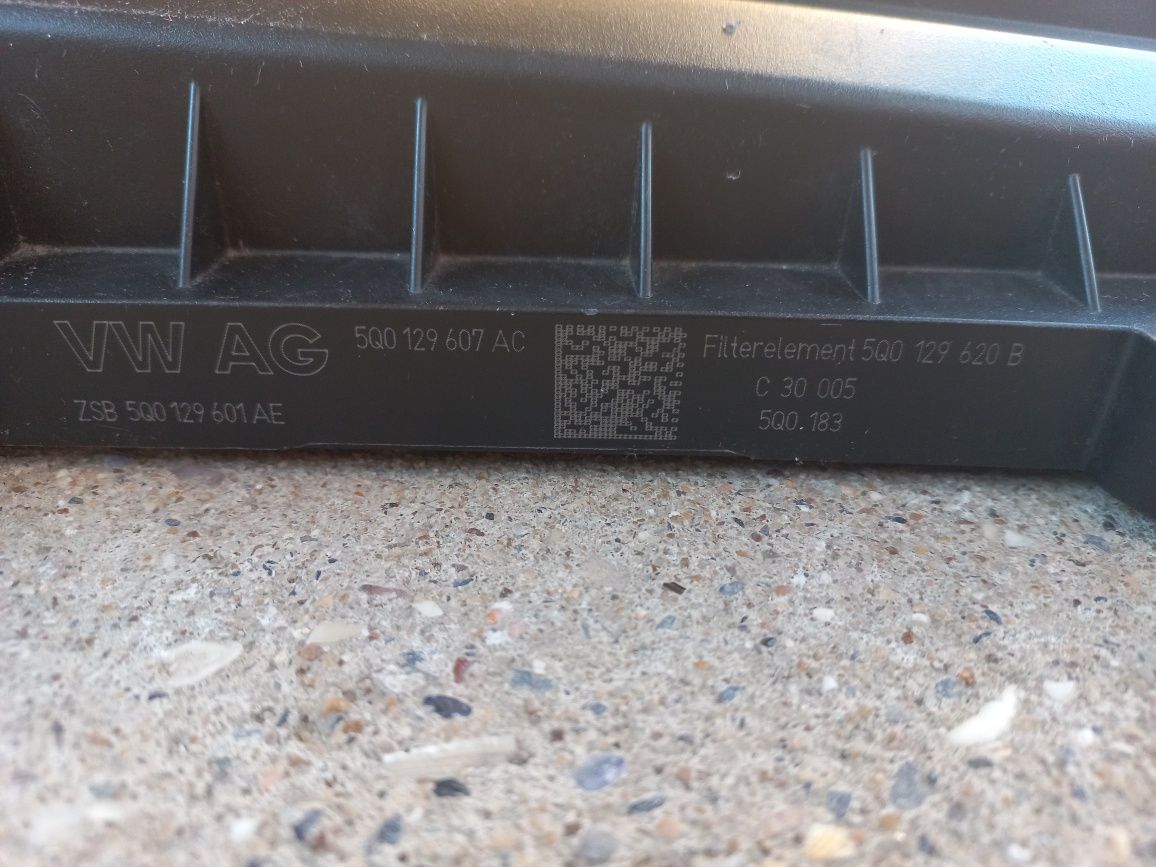 VW AG
5Q0 129 607 AC
ZSB 5Q0 129 601 AE
Filterelement 5Q0 129 620 B
C 30 005
5Q0.183